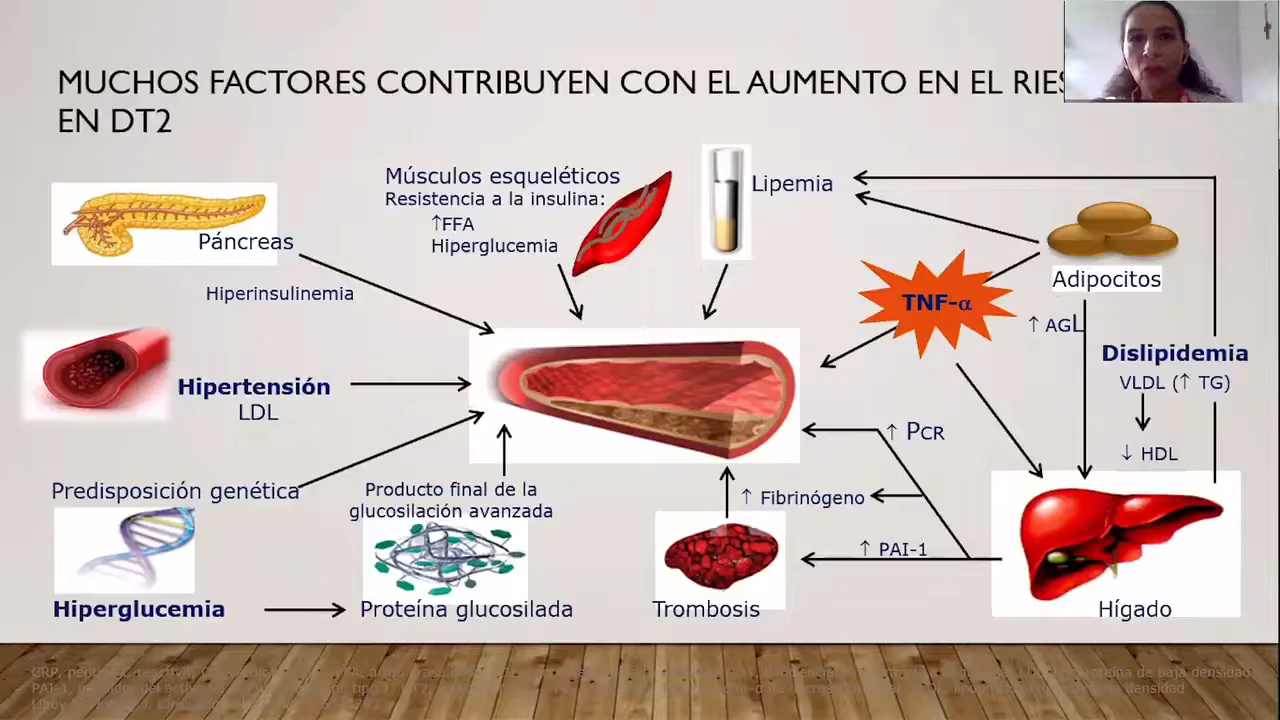 MUCHOS FACTORES CONTRIBUYEN CON EL AUMENTO EN EL
EN DT2
Músculos esqueléticos
Resistencia a la insulina:
↑FFA
Hiperglucemia
Lipemia
Páncreas
Hiperinsulinemia
Adipocitos
TNF-α
↑ AGL
Dislipidemia
VLDL (↑ TG)
↓ HDL
Hipertensión
LDL
↑ PCR
Predisposición genética
Producto final de la
glucosilación avanzada
↑ Fibrinógeno
↑ PAI-1
Hiperglucemia
Proteína glucosilada
Trombosis
Hígado